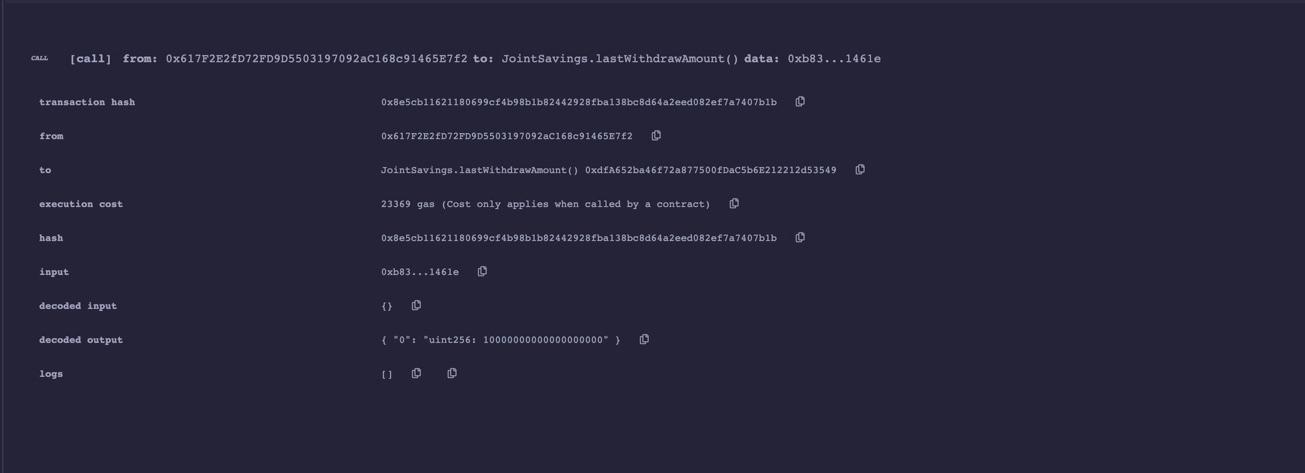 CALL [call] from: 0x617F2E2fD72FD9D5503197092aC168c91465E7f2 to: JointSavings.lastWithdrawAmount() data: 0xb83...1461e
transaction hash 0x8e5cb11621180699cf4b98b1b82442928fba138bc8d64a2eed082ef7a7407b1b
from 0x617F2E2fD72FD9D5503197092aC168c91465E7f2
to JointSavings.lastWithdrawAmount() 0xdfA652ba46f72a877500fDaC5b6E212212d53549
execution cost 23369 gas (Cost only applies when called by a contract)
hash 0x8e5cb11621180699cf4b98b1b82442928fba138bc8d64a2eed082ef7a7407b1b
input 0xb83...1461e
decoded input {}
decoded output { "0": "uint256: 10000000000000000000" }
logs []